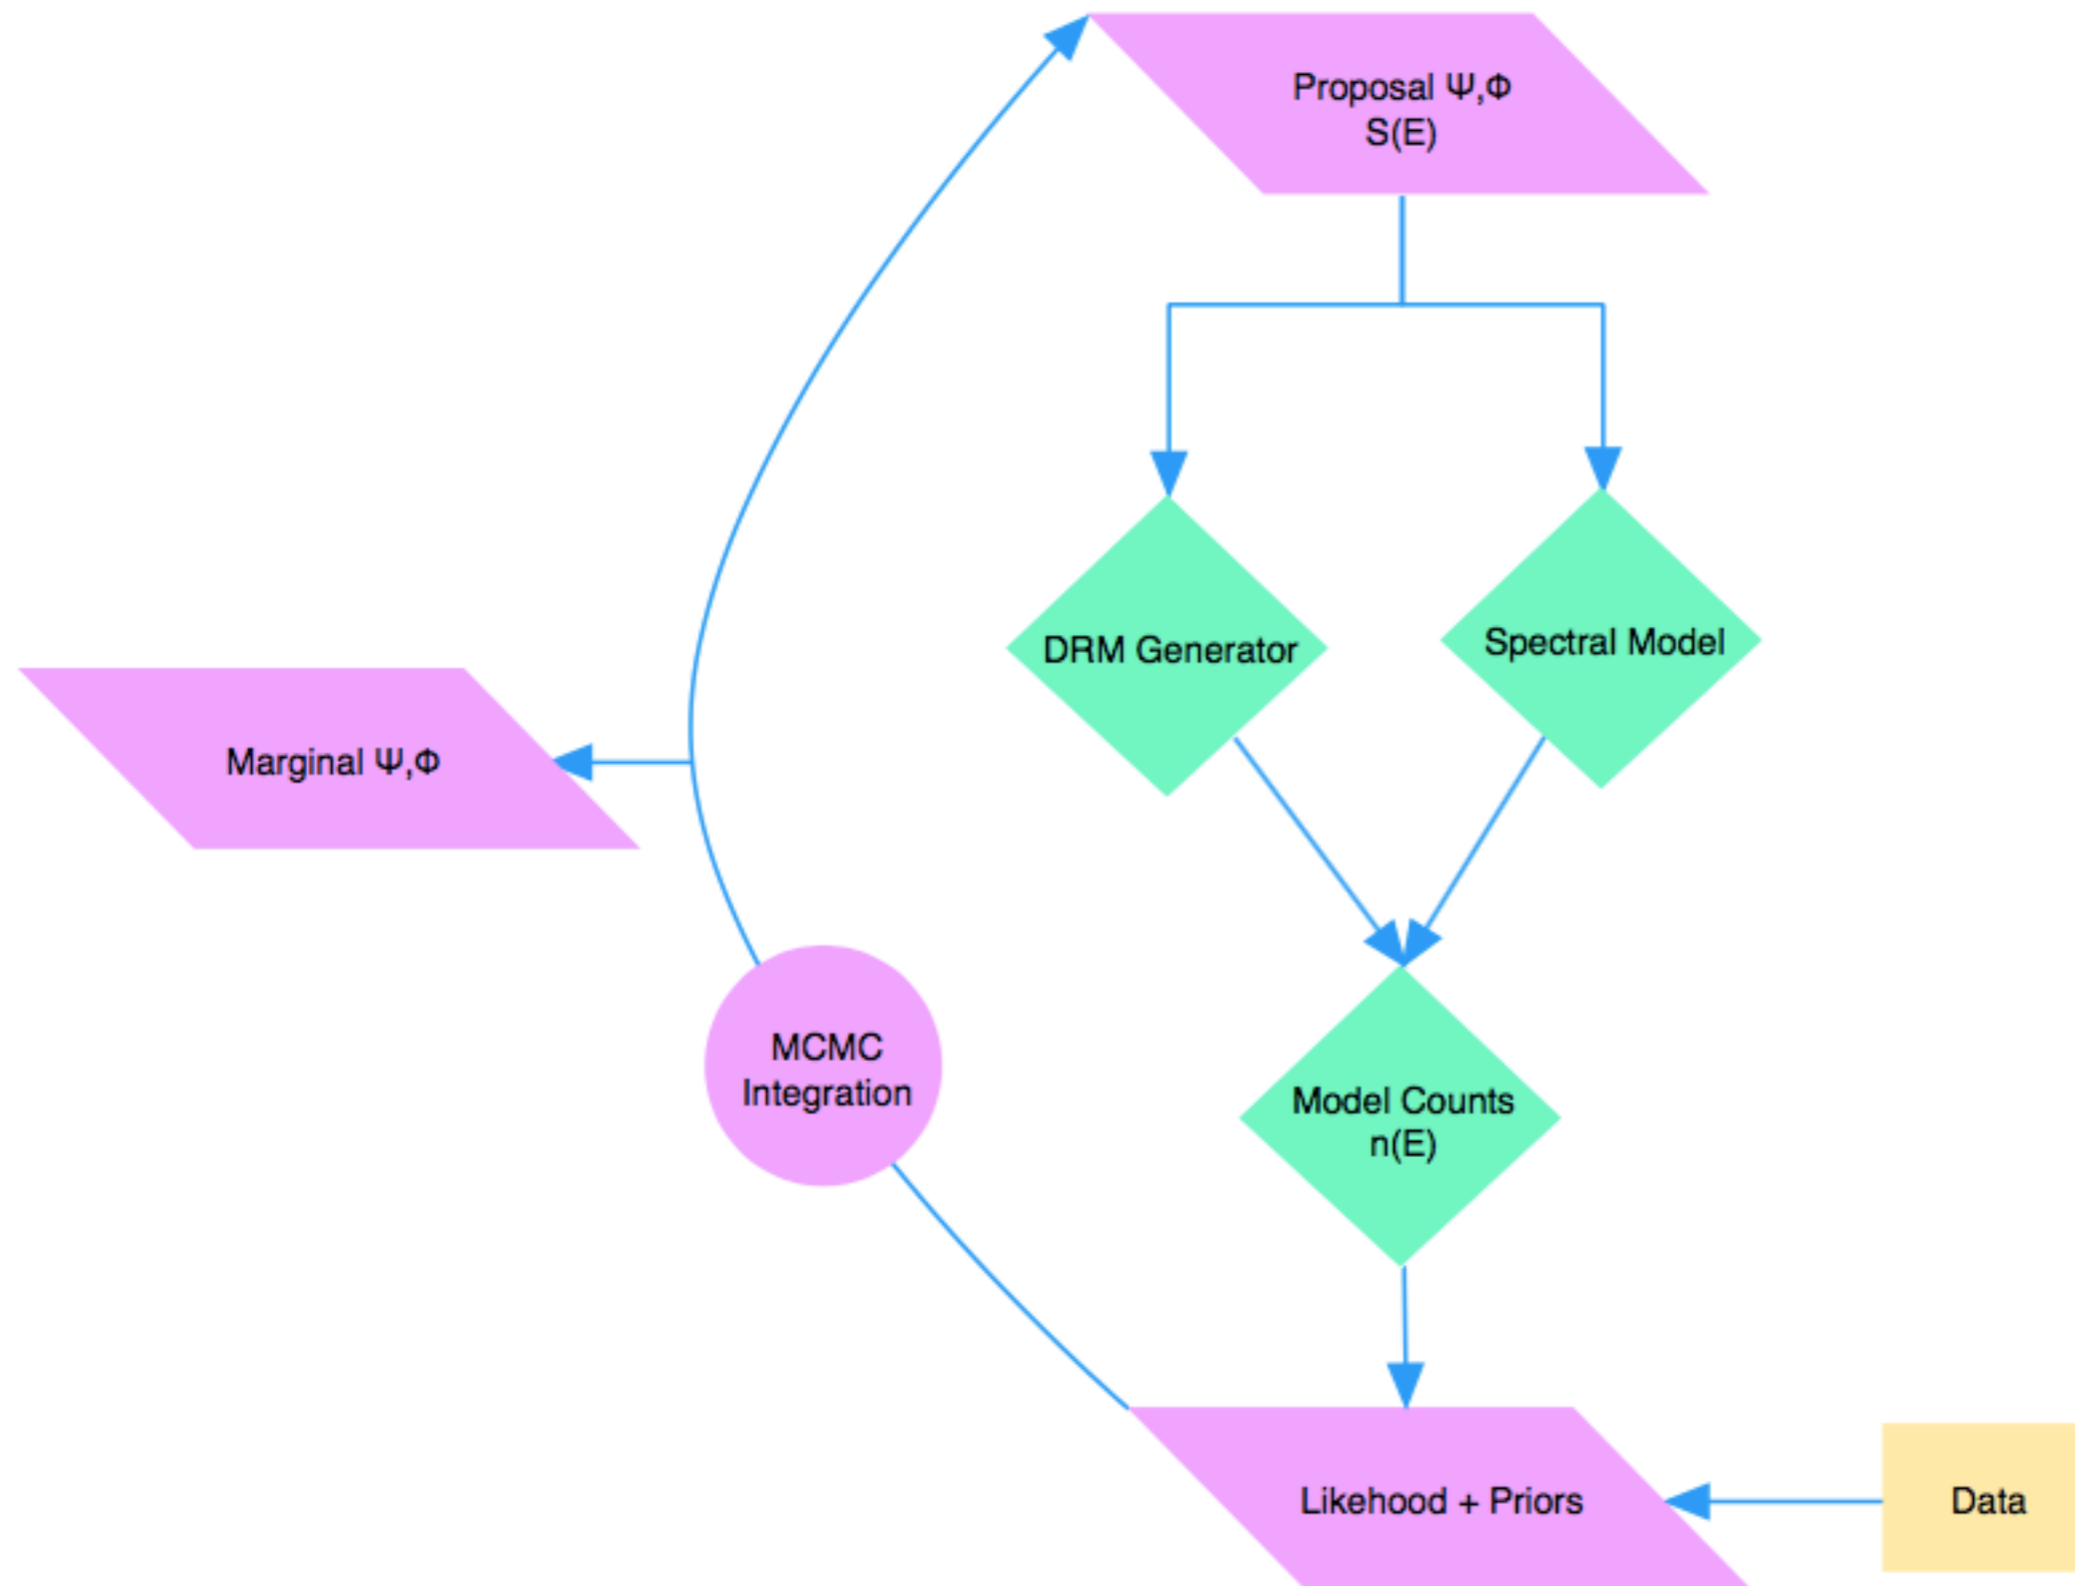 Proposal Ψ,Φ
S(E)
DRM Generator
Spectral Model
Marginal Ψ,Φ
MCMC
Integration
Model Counts
n(E)
Likehood + Priors
Data